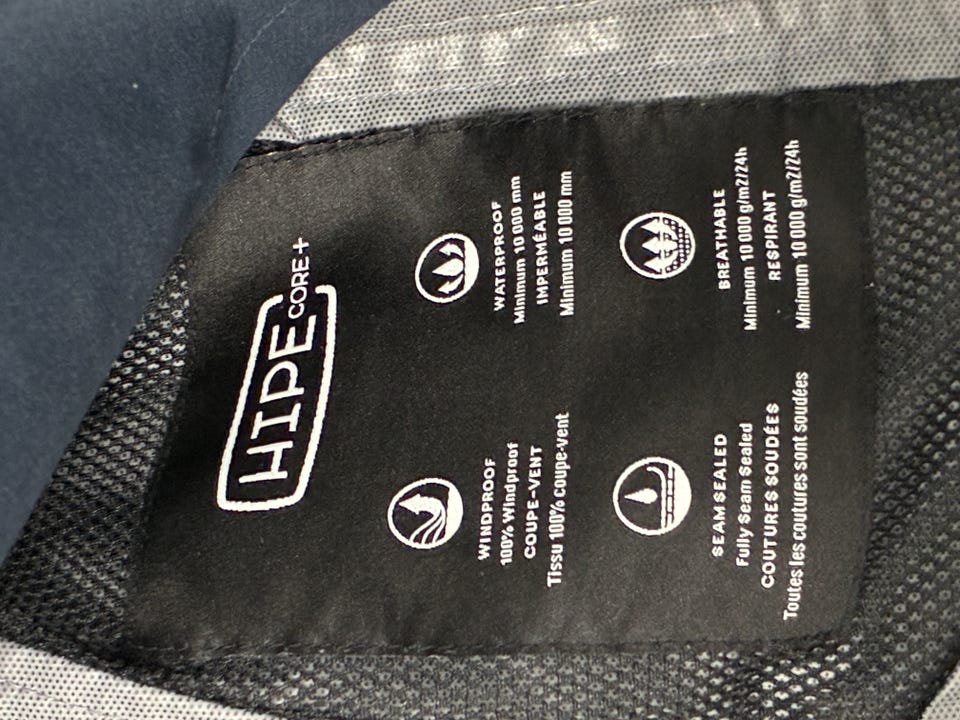 HIPE CORE+
WINDPROOF
100% Windproof
COUPE-VENT
Tissu 100% coupe-vent
WATERPROOF
Minimum 10 000 mm
IMPERMÉABLE
Minimum 10 000 mm
SEAM SEALED
Fully Seam Sealed
COUTURES SOUDÉES
Toutes les coutures sont soudées
BREATHABLE
Minimum 10 000 g/m2/24h
RESPIRANT
Minimum 10 000 g/m2/24h